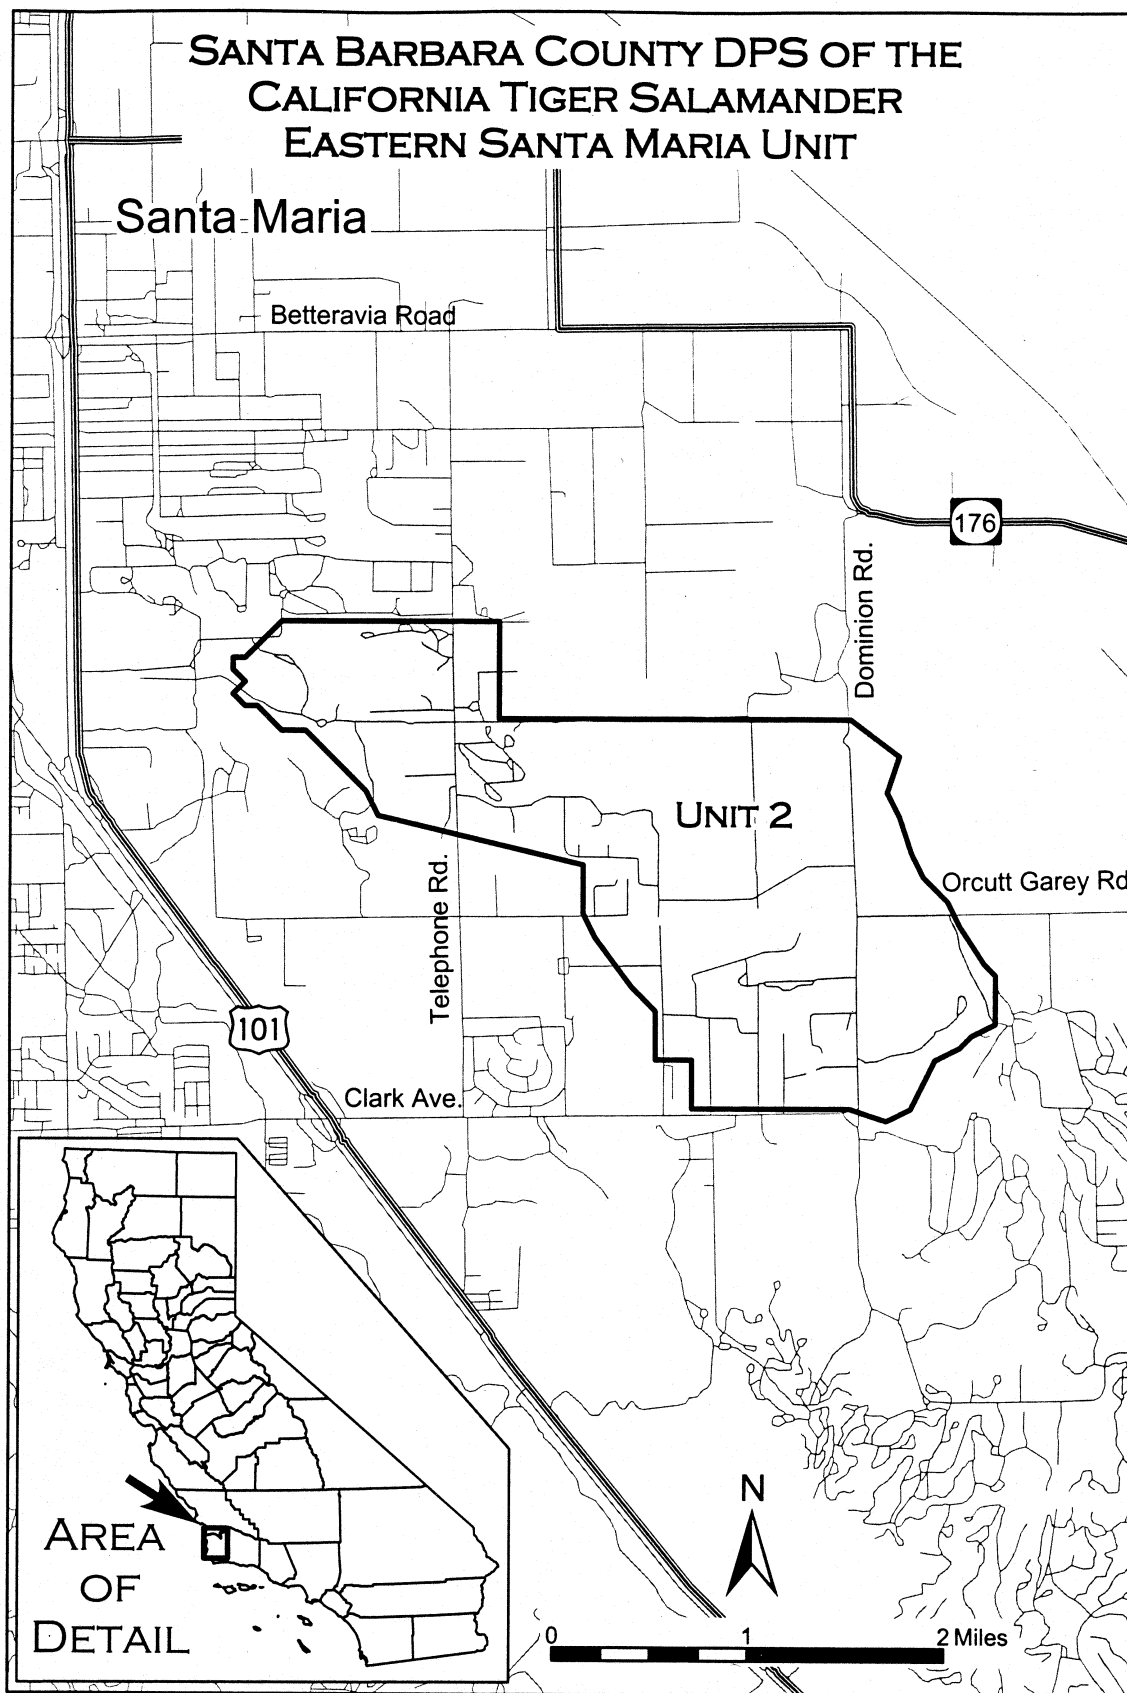 SANTA BARBARA COUNTY DPS OF THE
CALIFORNIA TIGER SALAMANDER
EASTERN SANTA MARIA UNIT
Santa Maria
Betteravia Road
176
Dominion Rd.
UNIT 2
Orcutt Garey Rd
Telephone Rd.
101
Clark Ave.
AREA
OF
DETAIL
N
0 1 2 Miles